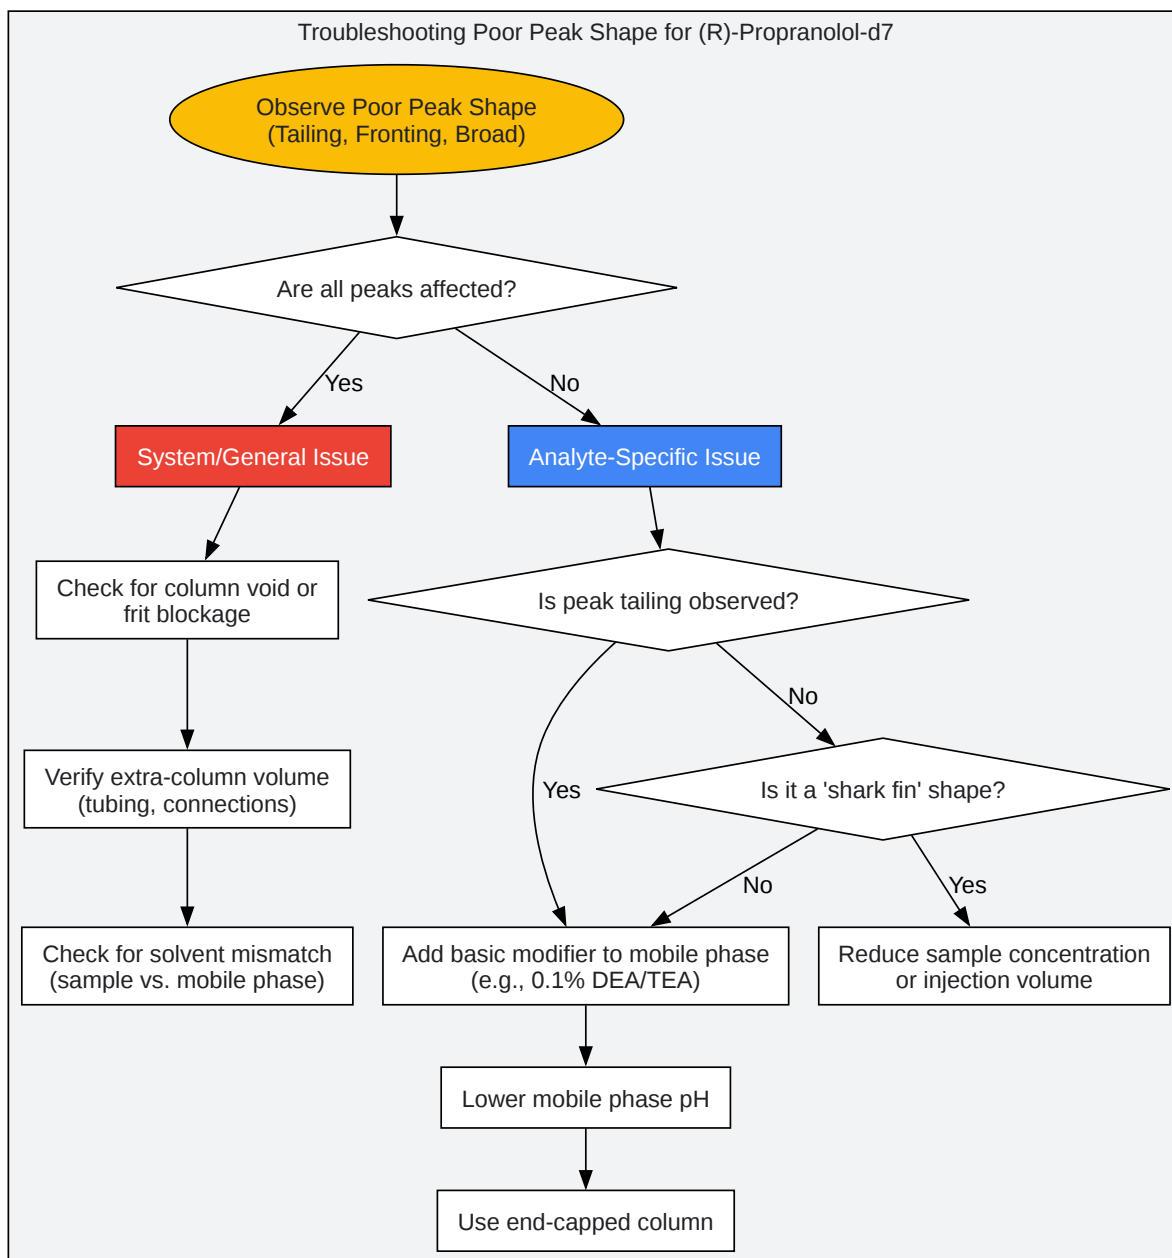 Troubleshooting Poor Peak Shape for (R)-Propranolol-d7
Observe Poor Peak Shape
(Tailing, Fronting, Broad)
Are all peaks affected?
Yes
No
System/General Issue
Analyte-Specific Issue
Check for column void or
frit blockage
Is peak tailing observed?
No
Verify extra-column volume
(tubing, connections)
Yes
Is it a 'shark fin' shape?
No
Yes
Check for solvent mismatch
(sample vs. mobile phase)
Add basic modifier to mobile phase
(e.g., 0.1% DEA/TEA)
Reduce sample concentration
or injection volume
Lower mobile phase pH
Use end-capped column